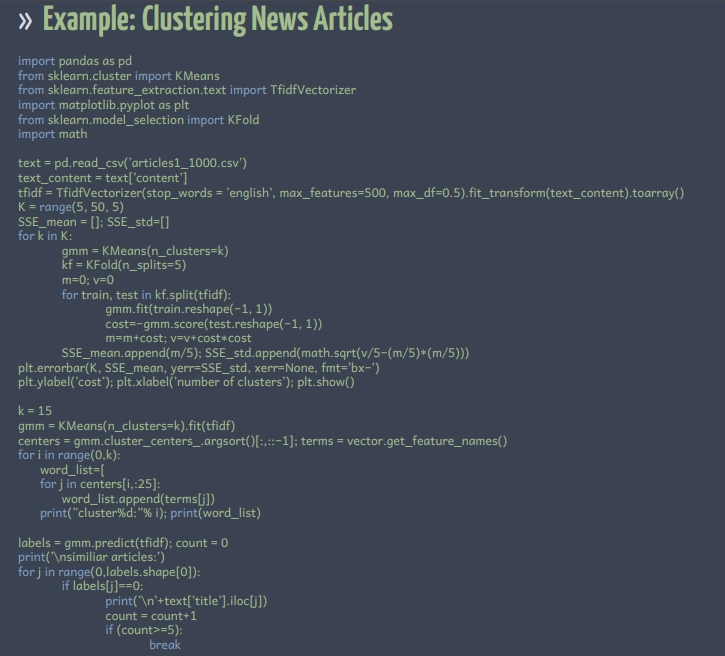 » Example: Clustering News Articles
import pandas as pd
from sklearn.cluster import KMeans
from sklearn.feature_extraction.text import TfidfVectorizer
import matplotlib.pyplot as plt
from sklearn.model_selection import KFold
import math
text = pd.read_csv('articles1_1000.csv')
text_content = text['content']
tfidf = TfidfVectorizer(stop_words = 'english', max_features=500, max_df=0.5).fit_transform(text_content).toarray()
K = range(5, 50, 5)
SSE_mean = []; SSE_std=[]
for k in K:
gmm = KMeans(n_clusters=k)
kf = KFold(n_splits=5)
m=0; v=0
for train, test in kf.split(tfidf):
gmm.fit(train.reshape(−1, 1))
cost=−gmm.score(test.reshape(−1, 1))
m=m+cost; v=v+cost*cost
SSE_mean.append(m/5); SSE_std.append(math.sqrt(v/5−(m/5)*(m/5)))
plt.errorbar(K, SSE_mean, yerr=SSE_std, xerr=None, fmt='bx−')
plt.ylabel('cost'); plt.xlabel('number of clusters'); plt.show()
k = 15
gmm = KMeans(n_clusters=k).fit(tfidf)
centers = gmm.cluster_centers_.argsort()[:,::−1]; terms = vector.get_feature_names()
for i in range(0,k):
word_list=[
for j in centers[i,:25]:
word_list.append(terms[j])
print("cluster%d:"% i); print(word_list)
labels = gmm.predict(tfidf); count = 0
print('\nsimiliar articles:')
for j in range(0,labels.shape[0]):
if labels[j]==0:
print('\n'+text['title'].iloc[j])
count = count+1
if (count>=5):
break